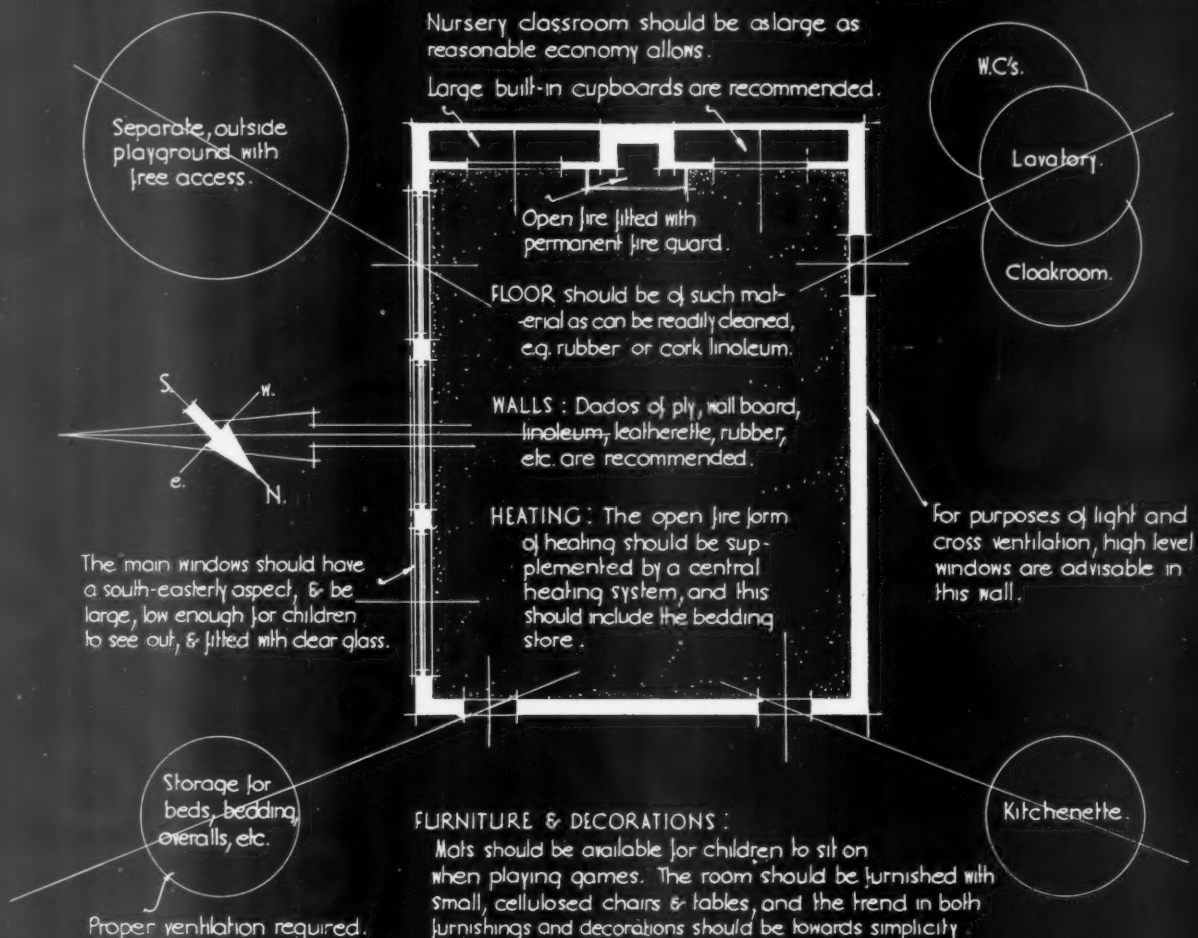 Nursery classroom should be as large as
reasonable economy allows.
Large built-in cupboards are recommended.
W.C's.
Lavatory.
Cloakroom.
Separate, outside
playground with
free access.
Open fire fitted with
permanent fire guard.
FLOOR should be of such mat-
-erial as can be readily cleaned,
e.g. rubber or cork linoleum.
WALLS : Dados of ply, wall board,
linoleum, leatherette, rubber,
etc. are recommended.
HEATING : The open fire form
of heating should be sup-
plemented by a central
heating system, and this
should include the bedding
store.
S.
w.
e.
N.
The main windows should have
a south-easterly aspect, & be
large, low enough for children
to see out, & fitted with clear glass.
For purposes of light and
cross ventilation, high level
windows are advisable in
this wall.
Storage for
beds, bedding,
overalls, etc.
Proper ventilation required.
Kitchenette.
FURNITURE & DECORATIONS :
Mats should be available for children to sit on
when playing games. The room should be furnished with
small, cellulosed chairs & tables, and the trend in both
furnishings and decorations should be towards simplicity.